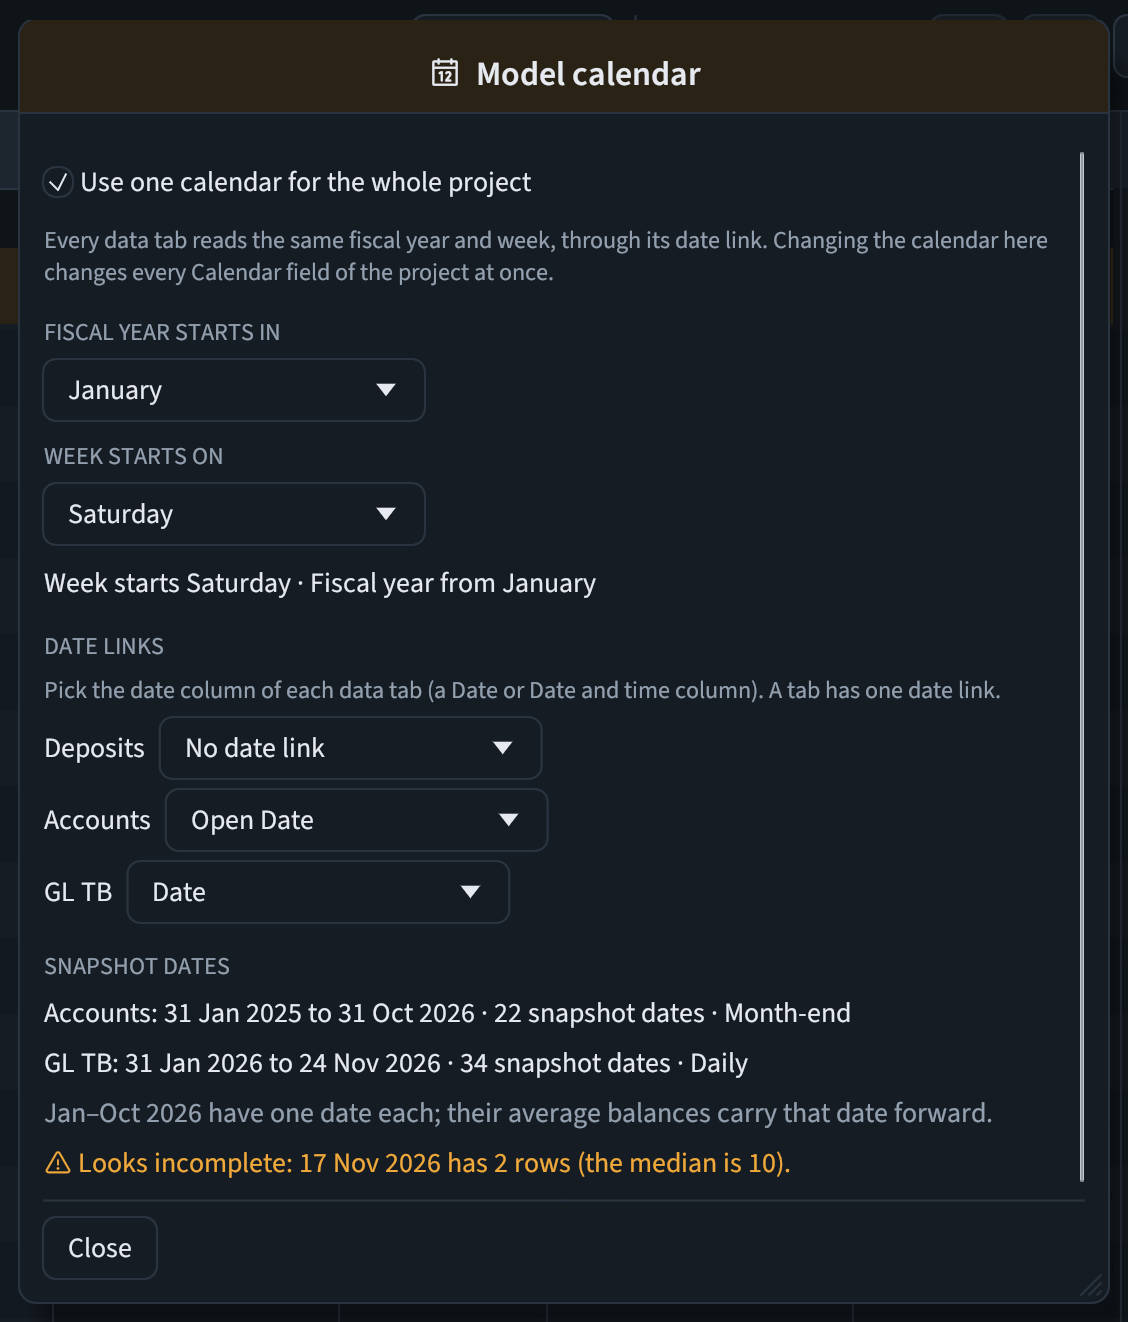 12 Model calendar
Use one calendar for the whole project
Every data tab reads the same fiscal year and week, through its date link. Changing the calendar here
changes every Calendar field of the project at once.
FISCAL YEAR STARTS IN
January
WEEK STARTS ON
Saturday
Week starts Saturday · Fiscal year from January
DATE LINKS
Pick the date column of each data tab (a Date or Date and time column). A tab has one date link.
Deposits No date link
Accounts Open Date
GL TB Date
SNAPSHOT DATES
Accounts: 31 Jan 2025 to 31 Oct 2026 · 22 snapshot dates · Month-end
GL TB: 31 Jan 2026 to 24 Nov 2026 · 34 snapshot dates · Daily
Jan–Oct 2026 have one date each; their average balances carry that date forward.
Looks incomplete: 17 Nov 2026 has 2 rows (the median is 10).
Close